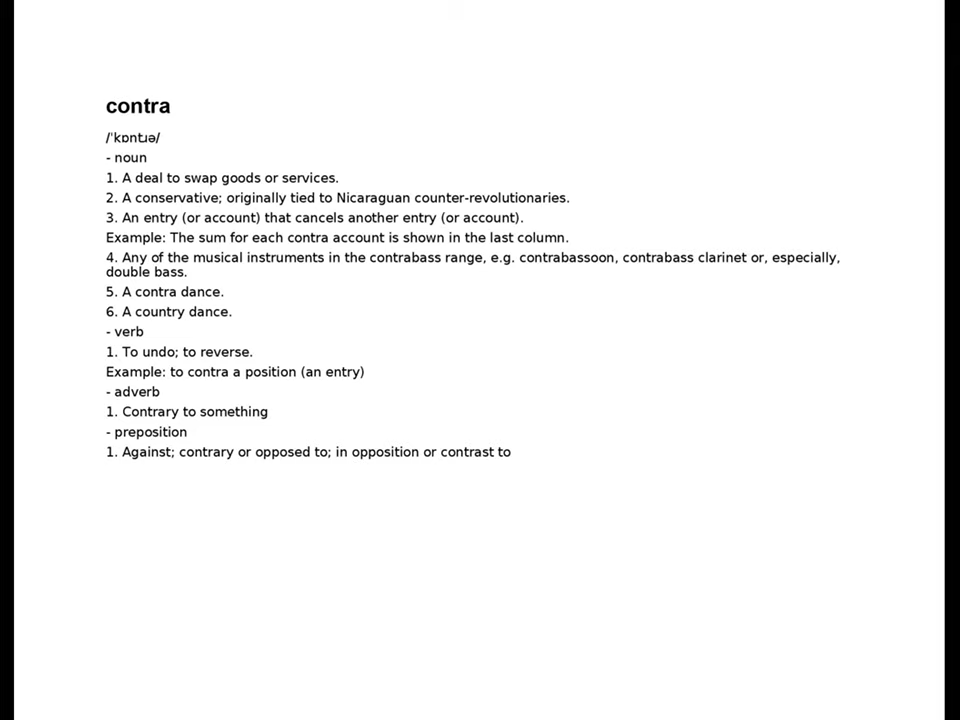 contra
/ˈkɒntɹə/
- noun
1. A deal to swap goods or services.
2. A conservative; originally tied to Nicaraguan counter-revolutionaries.
3. An entry (or account) that cancels another entry (or account).
Example: The sum for each contra account is shown in the last column.
4. Any of the musical instruments in the contrabass range, e.g. contrabassoon, contrabass clarinet or, especially,
double bass.
5. A contra dance.
6. A country dance.
- verb
1. To undo; to reverse.
Example: to contra a position (an entry)
- adverb
1. Contrary to something
- preposition
1. Against; contrary or opposed to; in opposition or contrast to